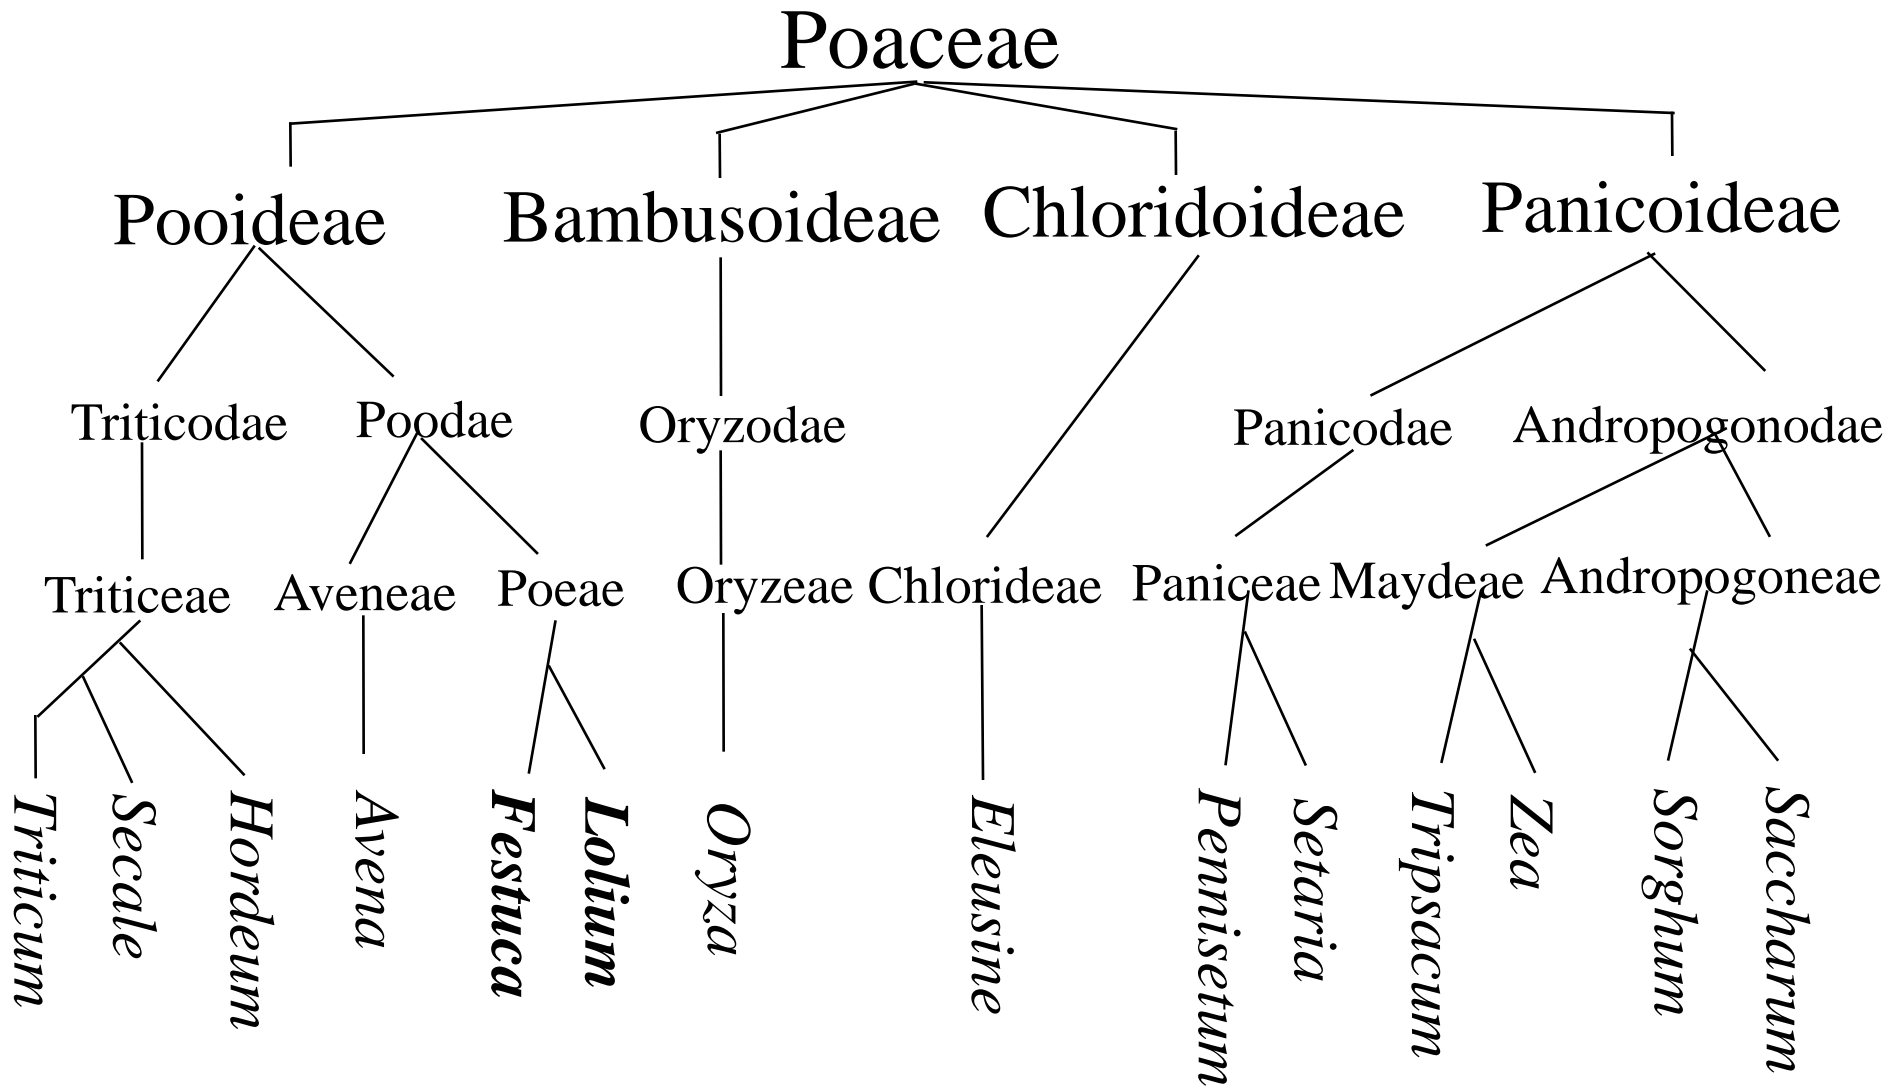 Poaceae
Pooideae Bambusoideae Chloridoideae Panicoideae
Triticodae Poodae Oryzodae Panicodae Andropogonodae
Triticeae Aveneae Poeae Oryzeae Chlorideae Paniceae Maydeae Andropogoneae
Triticum
Secale
Hordeum
Avena
Festuca
Lolium
Oryza
Eleusine
Pennisetum
Setaria
Tripsacum
Zea
Sorghum
Saccharum